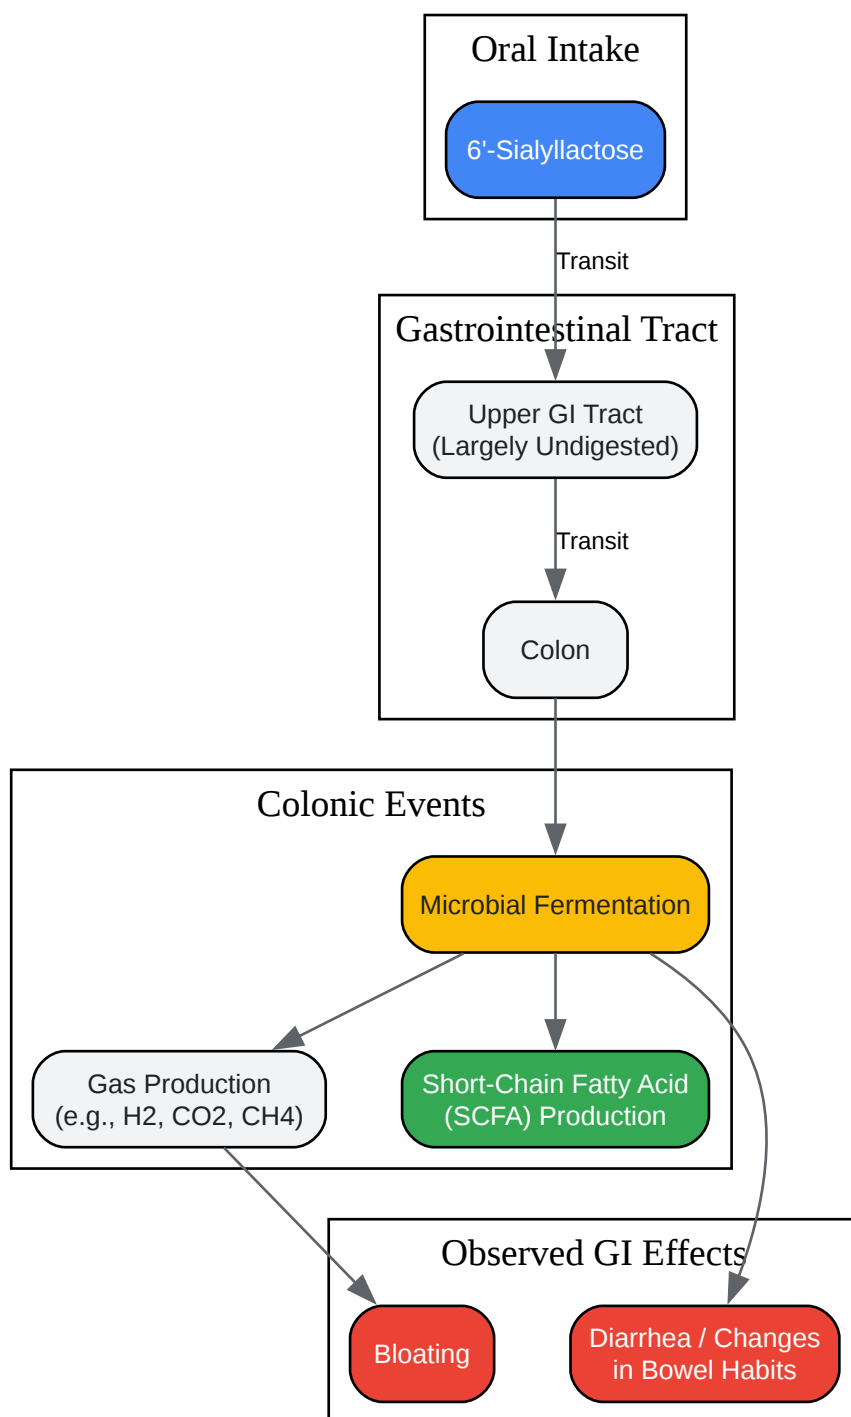 Oral Intake
6'-Sialyllactose
Transit
Gastrointestinal Tract
Upper GI Tract
(Largely Undigested)
Transit
Colon
Colonic Events
Microbial Fermentation
Gas Production
(e.g., H2, CO2, CH4)
Short-Chain Fatty Acid
(SCFA) Production
Observed GI Effects
Bloating
Diarrhea / Changes
in Bowel Habits